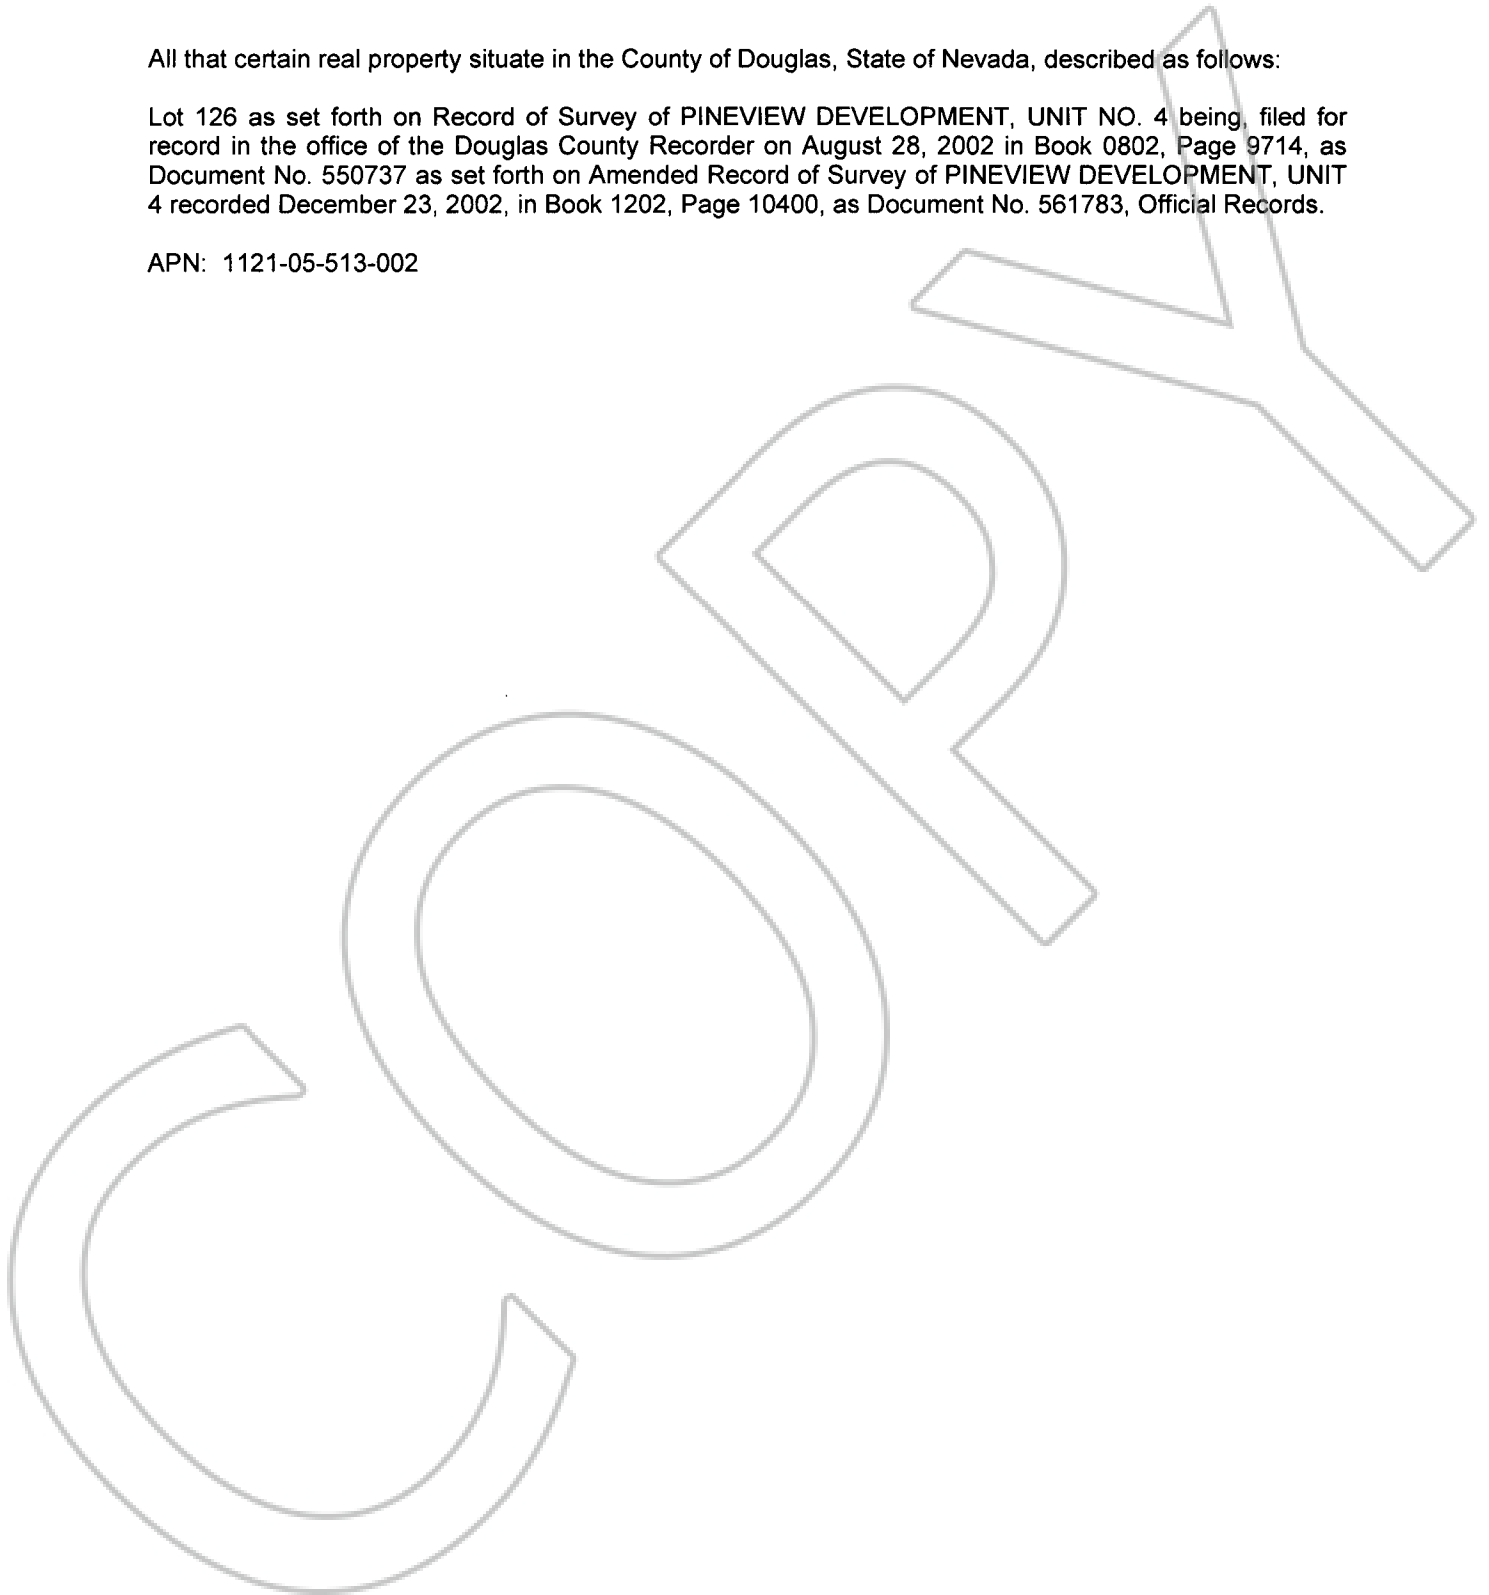 All that certain real property situate in the County of Douglas, State of Nevada, described as follows:
Lot 126 as set forth on Record of Survey of PINEVIEW DEVELOPMENT, UNIT NO. 4 being, filed for
record in the office of the Douglas County Recorder on August 28, 2002 in Book 0802, Page 9714, as
Document No. 550737 as set forth on Amended Record of Survey of PINEVIEW DEVELOPMENT, UNIT
4 recorded December 23, 2002, in Book 1202, Page 10400, as Document No. 561783, Official Records.
APN: 1121-05-513-002
COPY